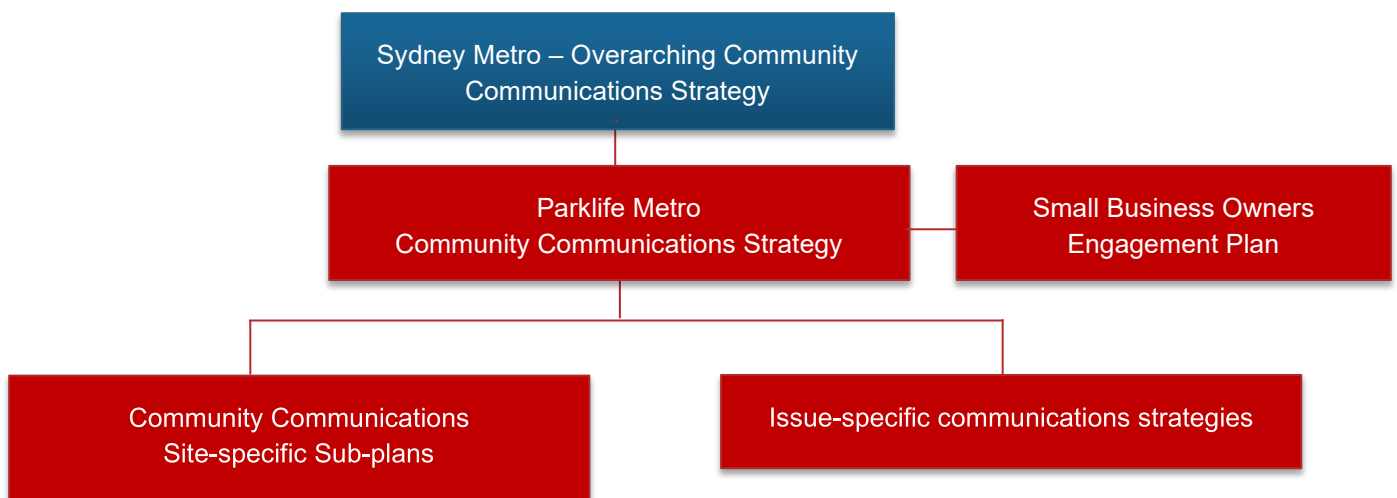 Sydney Metro – Overarching Community
Communications Strategy
Parklife Metro
Community Communications Strategy
Small Business Owners
Engagement Plan
Community Communications
Site-specific Sub-plans
Issue-specific communications strategies